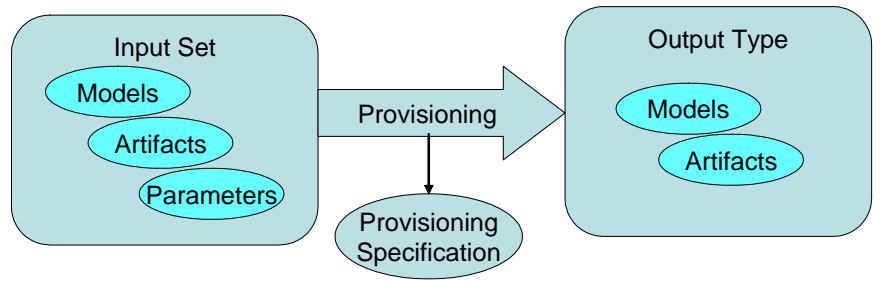 Input Set
Models
Artifacts
Parameters
Provisioning
Provisioning
Specification
Output Type
Models
Artifacts